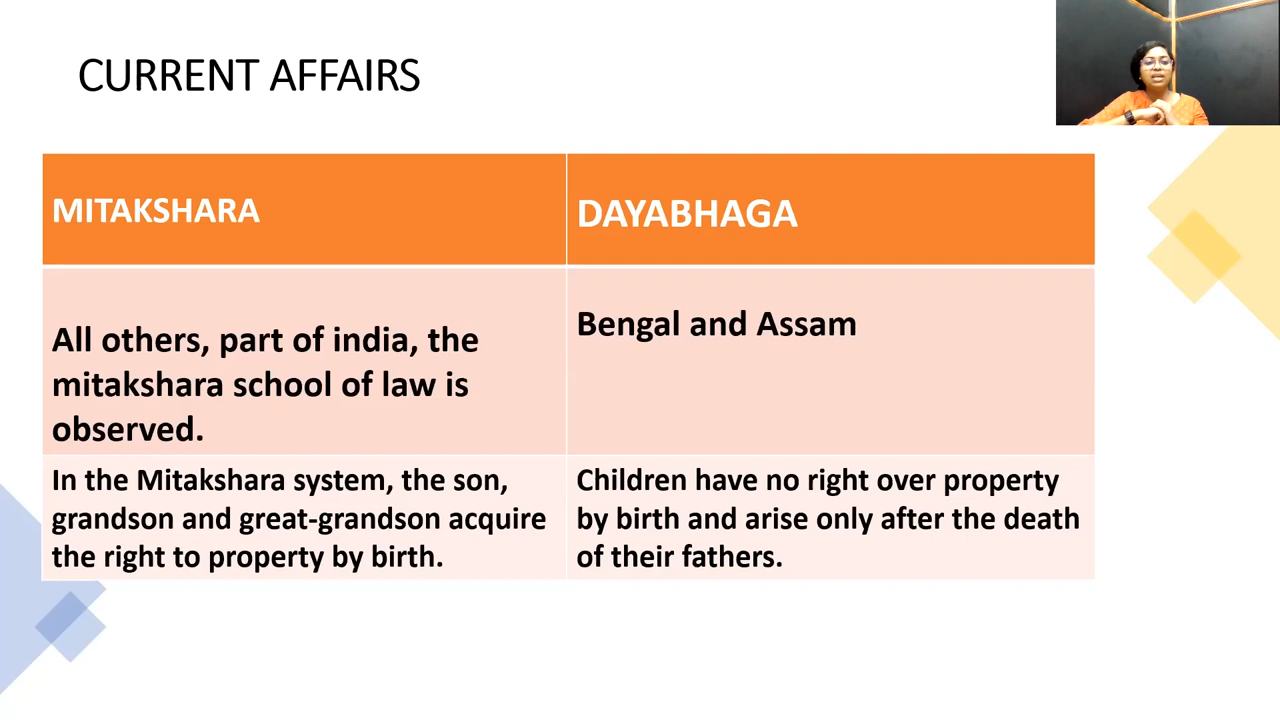 CURRENT AFFAIRS
MITAKSHARA
DAYABHAGA
All others, part of india, the
mitakshara school of law is
observed.
Bengal and Assam
In the Mitakshara system, the son,
grandson and great-grandson acquire
the right to property by birth.
Children have no right over property
by birth and arise only after the death
of their fathers.